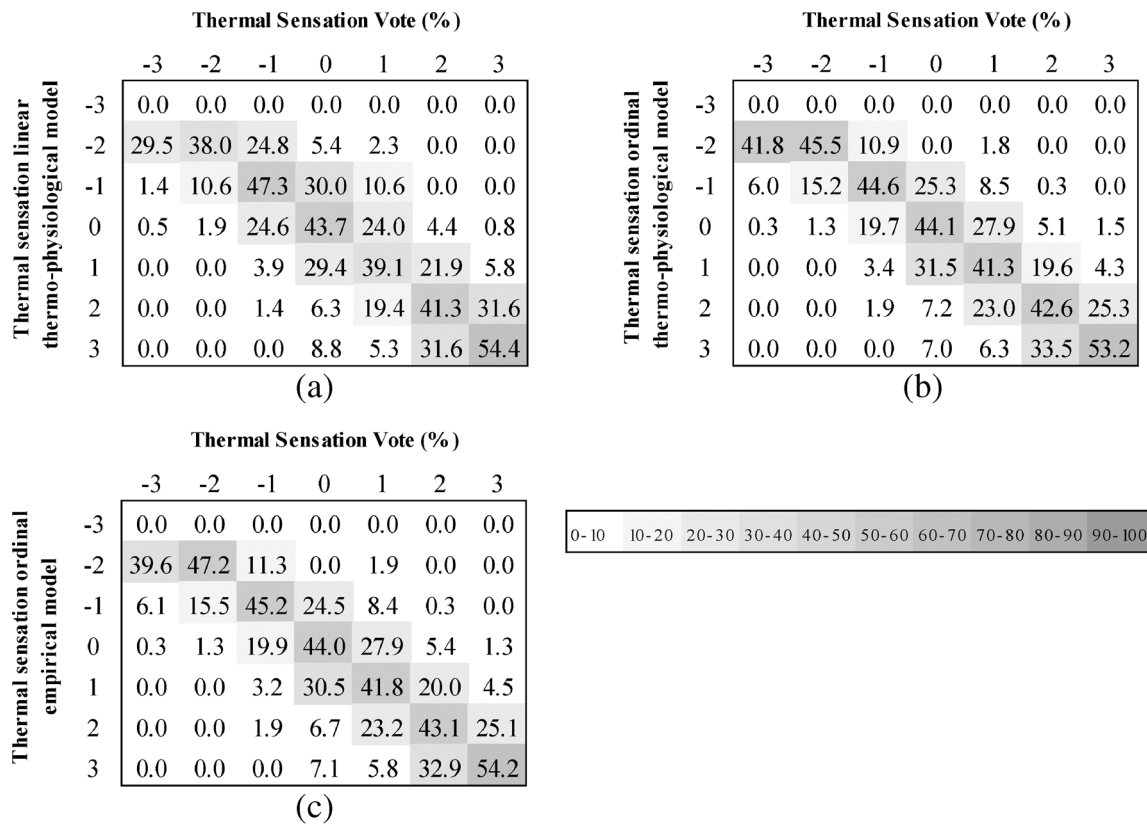 Thermal Sensation Vote (%)
-3 -2 -1 0 1 2 3
Thermal sensation linear
thermo-physiological model
-3 0.0 0.0 0.0 0.0 0.0 0.0 0.0
-2 29.5 38.0 24.8 5.4 2.3 0.0 0.0
-1 1.4 10.6 47.3 30.0 10.6 0.0 0.0
0 0.5 1.9 24.6 43.7 24.0 4.4 0.8
1 0.0 0.0 3.9 29.4 39.1 21.9 5.8
2 0.0 0.0 1.4 6.3 19.4 41.3 31.6
3 0.0 0.0 0.0 8.8 5.3 31.6 54.4
(a)
Thermal Sensation Vote (%)
-3 -2 -1 0 1 2 3
Thermal sensation ordinal
thermo-physiological model
-3 0.0 0.0 0.0 0.0 0.0 0.0 0.0
-2 41.8 45.5 10.9 0.0 1.8 0.0 0.0
-1 6.0 15.2 44.6 25.3 8.5 0.3 0.0
0 0.3 1.3 19.7 44.1 27.9 5.1 1.5
1 0.0 0.0 3.4 31.5 41.3 19.6 4.3
2 0.0 0.0 1.9 7.2 23.0 42.6 25.3
3 0.0 0.0 0.0 7.0 6.3 33.5 53.2
(b)
Thermal Sensation Vote (%)
-3 -2 -1 0 1 2 3
Thermal sensation ordinal
empirical model
-3 0.0 0.0 0.0 0.0 0.0 0.0 0.0
-2 39.6 47.2 11.3 0.0 1.9 0.0 0.0
-1 6.1 15.5 45.2 24.5 8.4 0.3 0.0
0 0.3 1.3 19.9 44.0 27.9 5.4 1.3
1 0.0 0.0 3.2 30.5 41.8 20.0 4.5
2 0.0 0.0 1.9 6.7 23.2 43.1 25.1
3 0.0 0.0 0.0 7.1 5.8 32.9 54.2
(c)
0-10 10-20 20-30 30-40 40-50 50-60 60-70 70-80 80-90 90-100